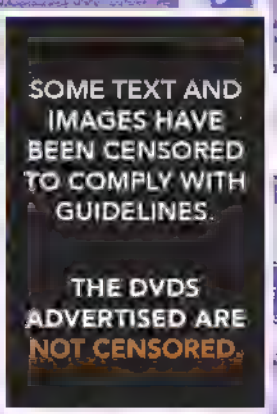 SOME TEXT AND
IMAGES HAVE
BEEN CENSORED
TO COMPLY WITH
GUIDELINES.
THE DVDS
ADVERTISED ARE
NOT CENSORED.